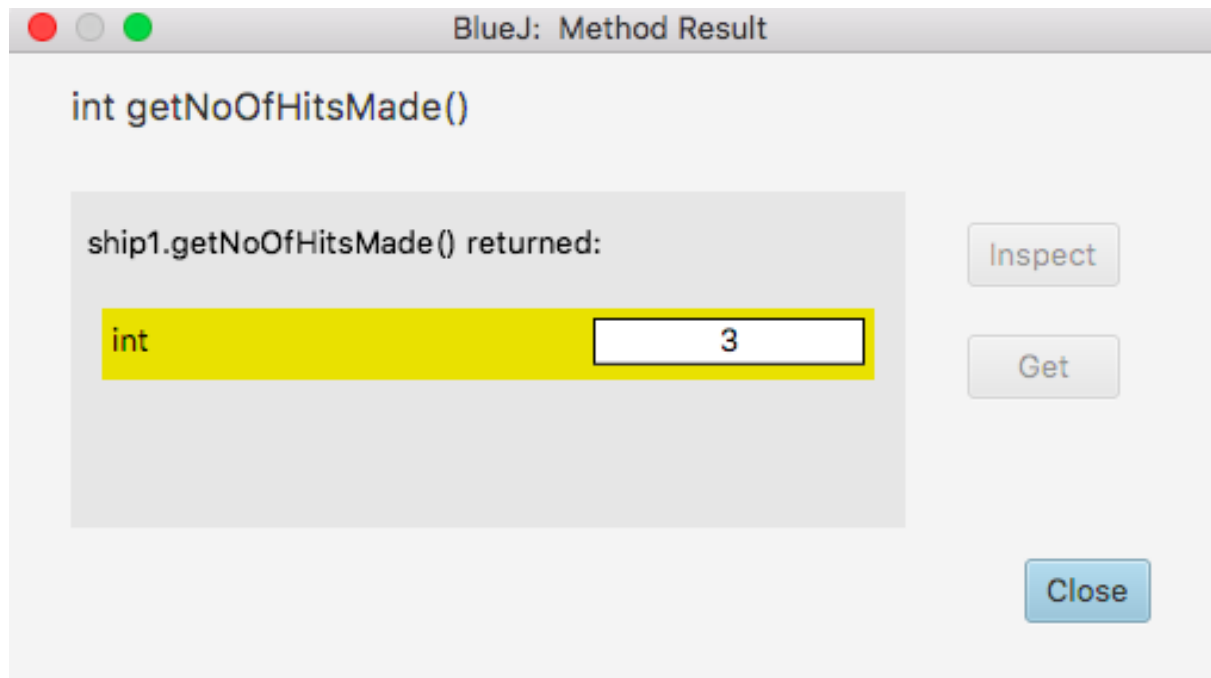 BlueJ: Method Result
int getNoOfHitsMade()
ship1.getNoOfHitsMade() returned:
Inspect
int 3
Get
Close